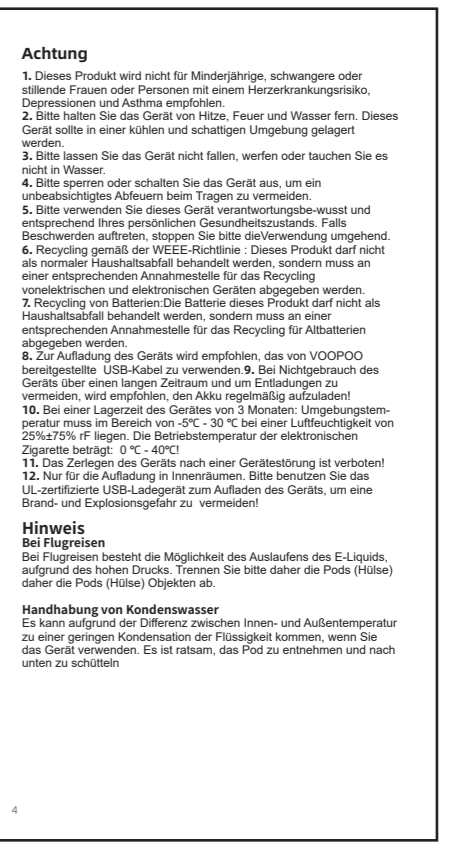 Achtung
1. Dieses Produkt wird nicht für Minderjährige, schwangere oder
stillende Frauen oder Personen mit einem Herzerkrankungsrisiko,
Depressionen und Asthma empfohlen.
2. Bitte halten Sie das Gerät von Hitze, Feuer und Wasser fern. Dieses
Gerät sollte in einer kühlen und schattigen Umgebung gelagert
werden.
3. Bitte lassen Sie das Gerät nicht fallen, werfen oder tauchen Sie es
nicht in Wasser.
4. Bitte sperren oder schalten Sie das Gerät aus, um ein
unbeabsichtigtes Abfeuern beim Tragen zu vermeiden.
5. Bitte verwenden Sie dieses Gerät verantwortungsbe-wusst und
entsprechend Ihres persönlichen Gesundheitszustands. Falls
Beschwerden auftreten, stoppen Sie bitte dieVerwendung umgehend.
6. Recycling gemäß der WEEE-Richtlinie : Dieses Produkt darf nicht
als normaler Haushaltsabfall behandelt werden, sondern muss an
einer entsprechenden Annahmestelle für das Recycling
vonelektrischen und elektronischen Geräten abgegeben werden.
7. Recycling von Batterien:Die Batterie dieses Produkt darf nicht als
Haushaltsabfall behandelt werden, sondern muss an einer
entsprechenden Annahmestelle für das Recycling für Altbatterien
abgegeben werden.
8. Zur Aufladung des Geräts wird empfohlen, das von VOOPOO
bereitgestellte  USB-Kabel zu verwenden.9. Bei Nichtgebrauch des
Geräts über einen langen Zeitraum und um Entladungen zu
vermeiden, wird empfohlen, den Akku regelmäßig aufzuladen!
10. Bei einer Lagerzeit des Gerätes von 3 Monaten: Umgebungstem-
peratur muss im Bereich von -5℃ - 30 ℃ bei einer Luftfeuchtigkeit von
25%±75% rF liegen. Die Betriebstemperatur der elektronischen
Zigarette beträgt:  0 ℃ - 40℃!
11. Das Zerlegen des Geräts nach einer Gerätestörung ist verboten!
12. Nur für die Aufladung in Innenräumen. Bitte benutzen Sie das
UL-zertifizierte USB-Ladegerät zum Aufladen des Geräts, um eine
Brand- und Explosionsgefahr zu  vermeiden!
Hinweis
Bei Flugreisen
Bei Flugreisen besteht die Möglichkeit des Auslaufens des E-Liquids,
aufgrund des hohen Drucks. Trennen Sie bitte daher die Pods (Hülse)
daher die Pods (Hülse) Objekten ab.
Handhabung von Kondenswasser
Es kann aufgrund der Differenz zwischen Innen- und Außentemperatur
zu einer geringen Kondensation der Flüssigkeit kommen, wenn Sie
das Gerät verwenden. Es ist ratsam, das Pod zu entnehmen und nach
unten zu schütteln
4